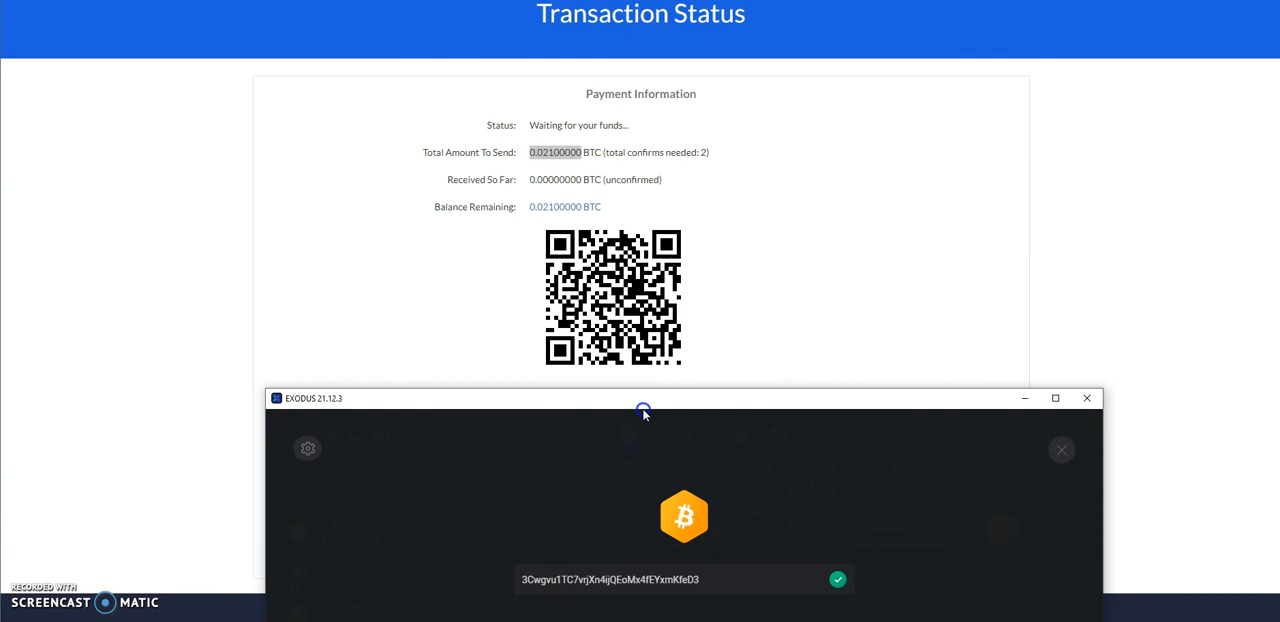 Transaction Status
Payment Information
Status: Waiting for your funds...
Total Amount To Send: 0.02100000 BTC (total confirms needed: 2)
Received So Far: 0.00000000 BTC (unconfirmed)
Balance Remaining: 0.02100000 BTC
EXODUS 21.12.3
3Cwgvu1TC7vrjXn4ijQEoMx4fEYxmKfeD3
RECORDED WITH
SCREENCAST MATIC